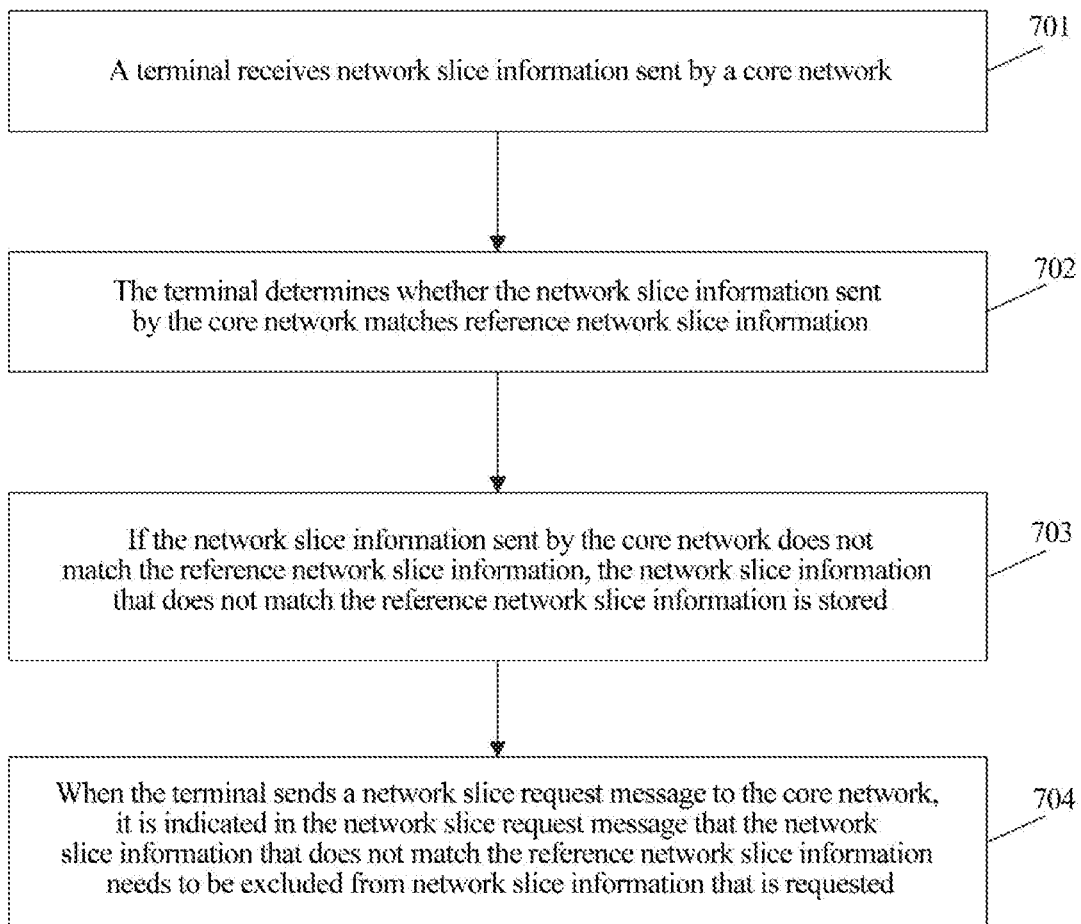 701
A terminal receives network slice information sent by a core network
702
The terminal determines whether the network slice information sent
by the core network matches reference network slice information
703
If the network slice information sent by the core network does not
match the reference network slice information, the network slice information
that does not match the reference network slice information is stored
704
When the terminal sends a network slice request message to the core network,
it is indicated in the network slice request message that the network
slice information that does not match the reference network slice information
needs to be excluded from network slice information that is requested